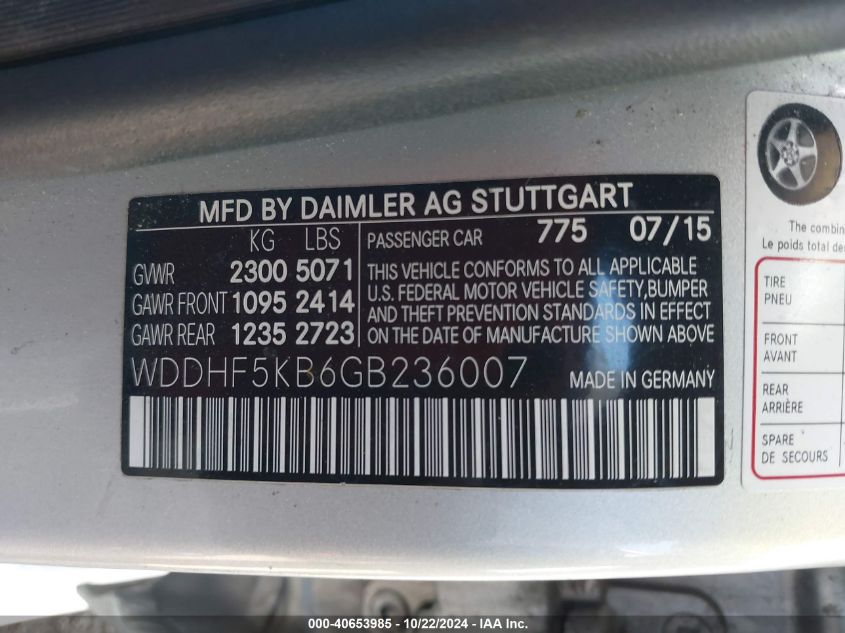 MFD BY DAIMLER AG STUTTGART
KG LBS
GVWR 2300 5071
GAWR FRONT 1095 2414
GAWR REAR 1235 2723
PASSENGER CAR 775 07/15
THIS VEHICLE CONFORMS TO ALL APPLICABLE
U.S. FEDERAL MOTOR VEHICLE SAFETY,BUMPER
AND THEFT PREVENTION STANDARDS IN EFFECT
ON THE DATE OF MANUFACTURE SHOWN ABOVE
WDDHF5KB6GB236007 MADE IN GERMANY
The combin
Le poids total de
TIRE
PNEU
FRONT
AVANT
REAR
ARRIÈRE
SPARE
DE SECOURS
000-40653985 - 10/22/2024 - IAA Inc.